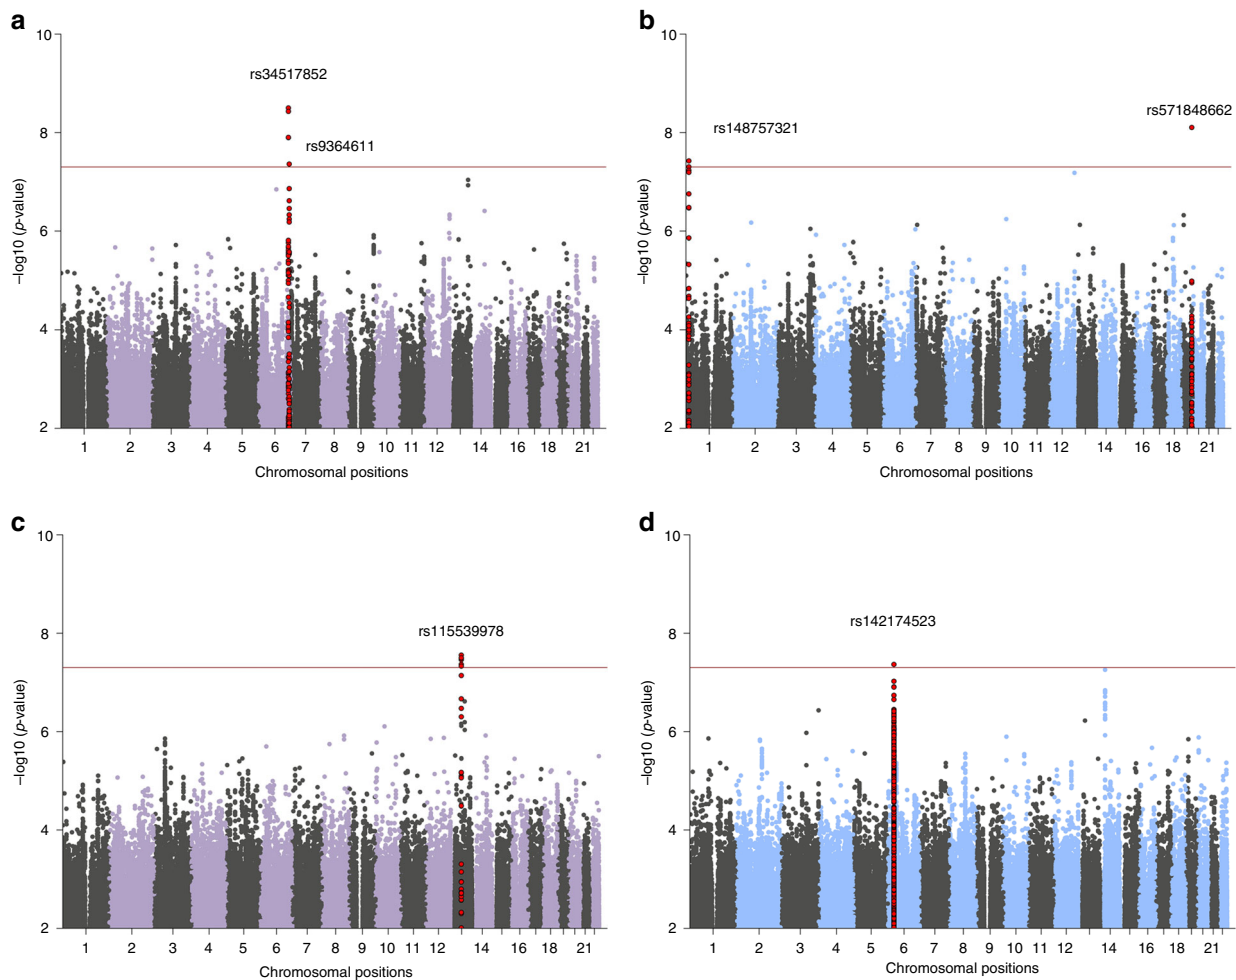 a
10
8
6
4
2
–log10 (p-value)
rs34517852
rs9364611
1 2 3 4 5 6 7 8 9 10 11 12 14 16 18 21
Chromosomal positions
b
10
8
6
4
2
–log10 (p-value)
rs148757321
rs571848662
1 2 3 4 5 6 7 8 9 10 11 12 14 16 18 21
Chromosomal positions
c
10
8
6
4
2
–log10 (p-value)
rs115539978
1 2 3 4 5 6 7 8 9 10 11 12 14 16 18 21
Chromosomal positions
d
10
8
6
4
2
–log10 (p-value)
rs142174523
1 2 3 4 5 6 7 8 9 10 11 12 14 16 18 21
Chromosomal positions